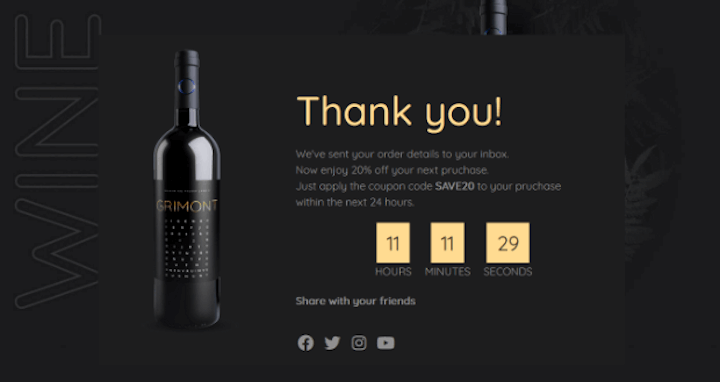 WINE
GRIMONT
Thank you!
We've sent your order details to your inbox.
Now enjoy 20% off your next pruchase.
Just apply the coupon code SAVE20 to your pruchase
within the next 24 hours.
11 11 29
HOURS MINUTES SECONDS
Share with your friends